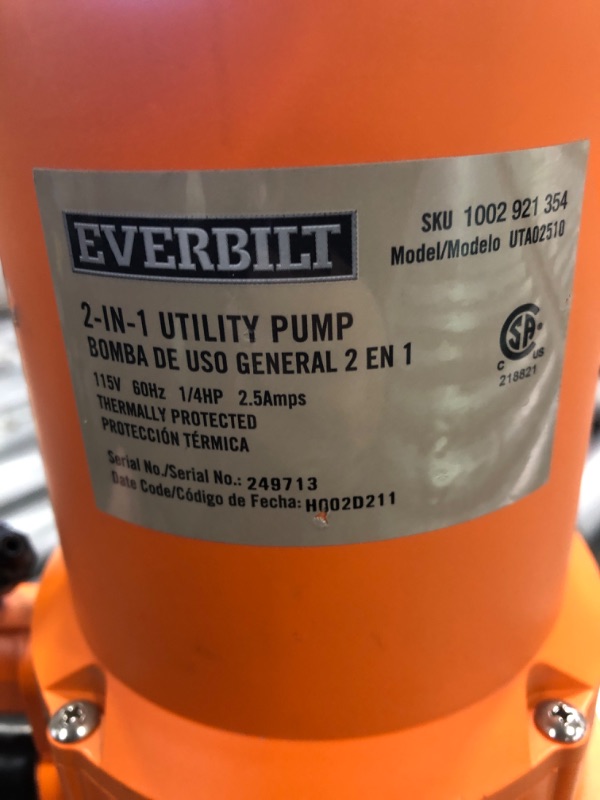 EVERBILT
SKU 1002 921 354
Model/Modelo UTA02510
2-IN-1 UTILITY PUMP
BOMBA DE USO GENERAL 2 EN 1
115V 60Hz 1/4HP 2.5Amps
THERMALLY PROTECTED
PROTECCIÓN TÉRMICA
SA
C US
218821
Serial No./Serial No.: 249713
Date Code/Código de Fecha: H002D211